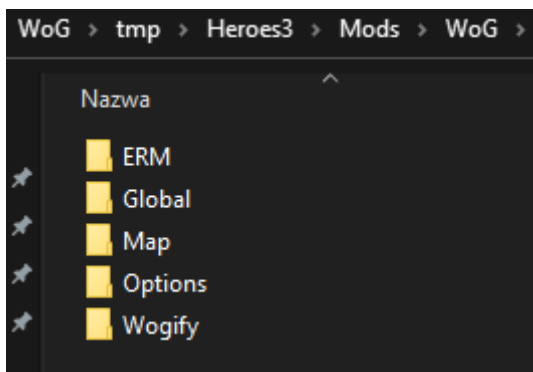 WoG > tmp > Heroes3 > Mods > WoG >
Nazwa
ERM
Global
Map
Options
Wogify